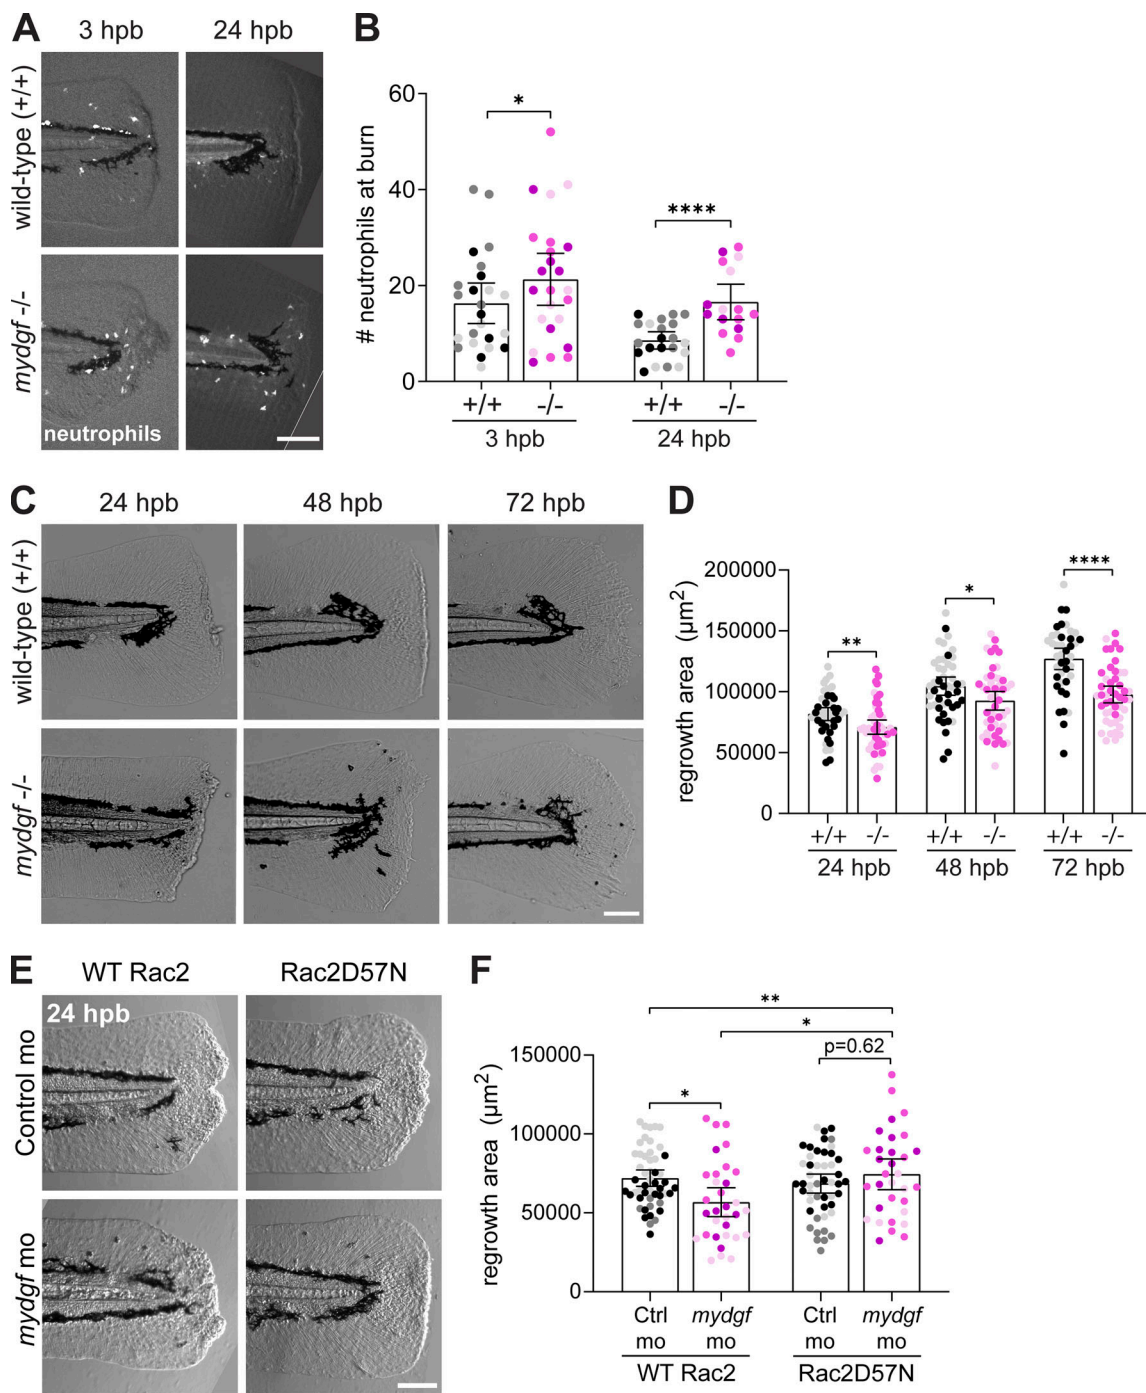 A
3 hpb
24 hpb
wild-type (+/+)
mydgf -/-
neutrophils
B
# neutrophils at burn
60
40
20
0
*
****
+/+
-/-
+/+
-/-
3 hpb
24 hpb
C
24 hpb
48 hpb
72 hpb
wild-type (+/+)
mydgf -/-
D
regrowth area (µm²)
200000
150000
100000
50000
0
**
*
****
+/+
-/-
+/+
-/-
+/+
-/-
24 hpb
48 hpb
72 hpb
E
WT Rac2
Rac2D57N
24 hpb
Control mo
mydgf mo
F
regrowth area (µm²)
150000
100000
50000
0
**
*
p=0.62
*
Ctrl mydgf Ctrl mydgf
mo mo mo mo
WT Rac2
Rac2D57N